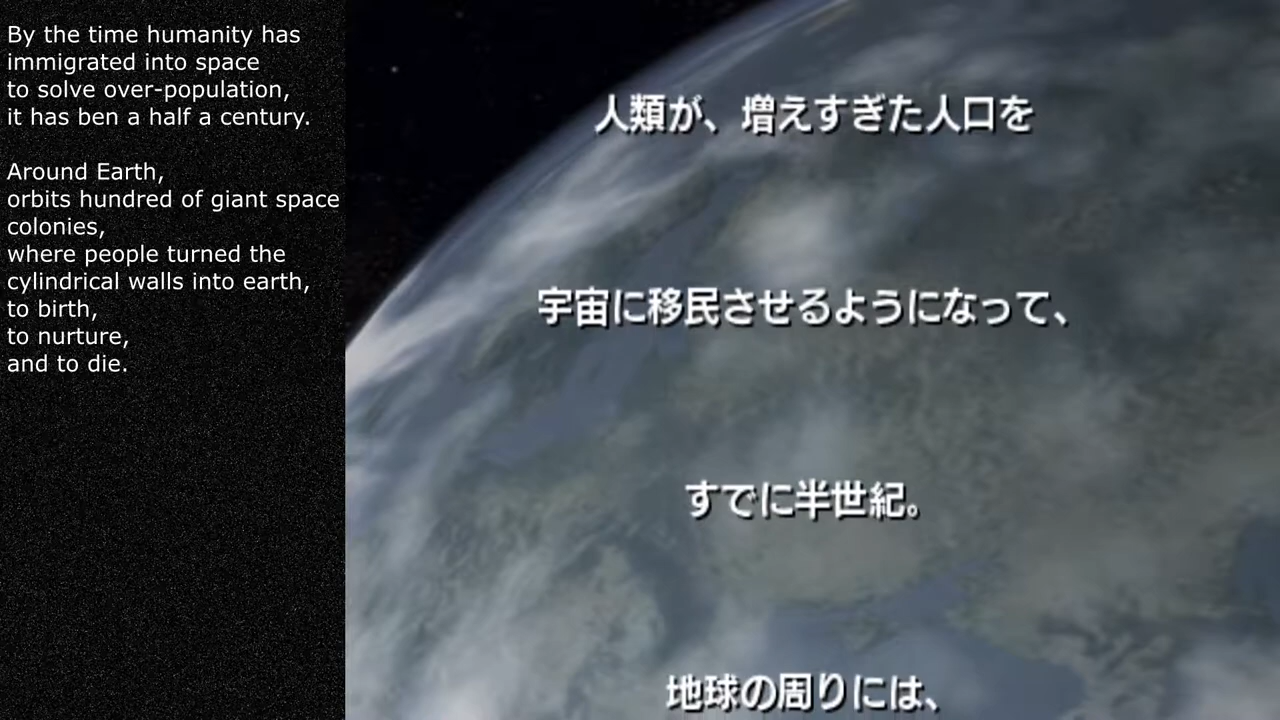 By the time humanity has
immigrated into space
to solve over-population,
it has ben a half a century.
Around Earth,
orbits hundred of giant space
colonies,
where people turned the
cylindrical walls into earth,
to birth,
to nurture,
and to die.
人類が、増えすぎた人口を
宇宙に移民させるようになって、
すでに半世紀。
地球の周りには、